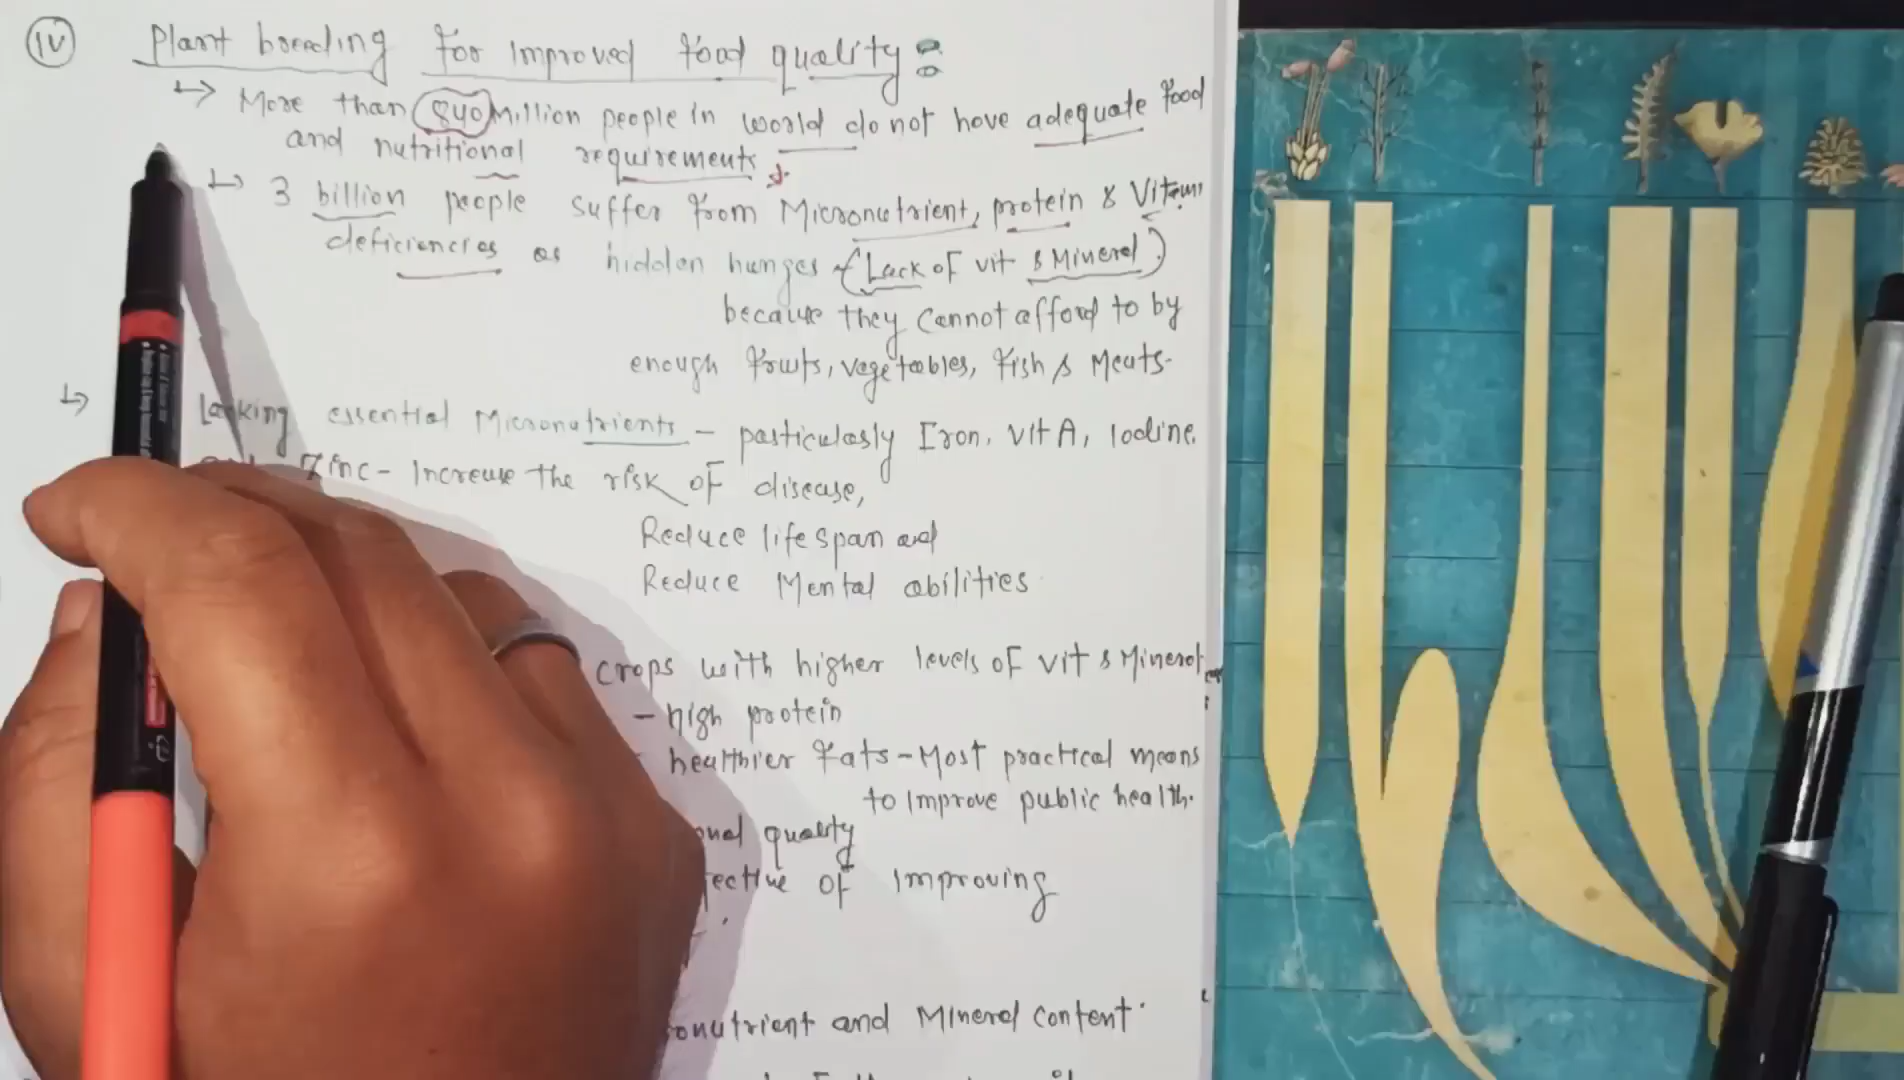 IV Plant breeding for Improved food quality :
↳ More than 840 Million people in world do not have adequate food
and nutritional requirements.
↳ 3 billion people suffer from Micronutrient, protein & Vitami
deficiencies or hidden hunger (Lack of vit & Mineral)
because they cannot afford to by
enough fruits, vegetables, Fish & Meats.
↳ Lacking essential Micronutrients – particularly Iron, vit A, Iodine
Zinc – Increase the risk of disease,
Reduce lifespan and
Reduce Mental abilities
crops with higher levels of vit & Mineral
– high protein
healthier fats – Most practical means
to improve public health.
onal quality
jective of improving
onutrient and Mineral content.